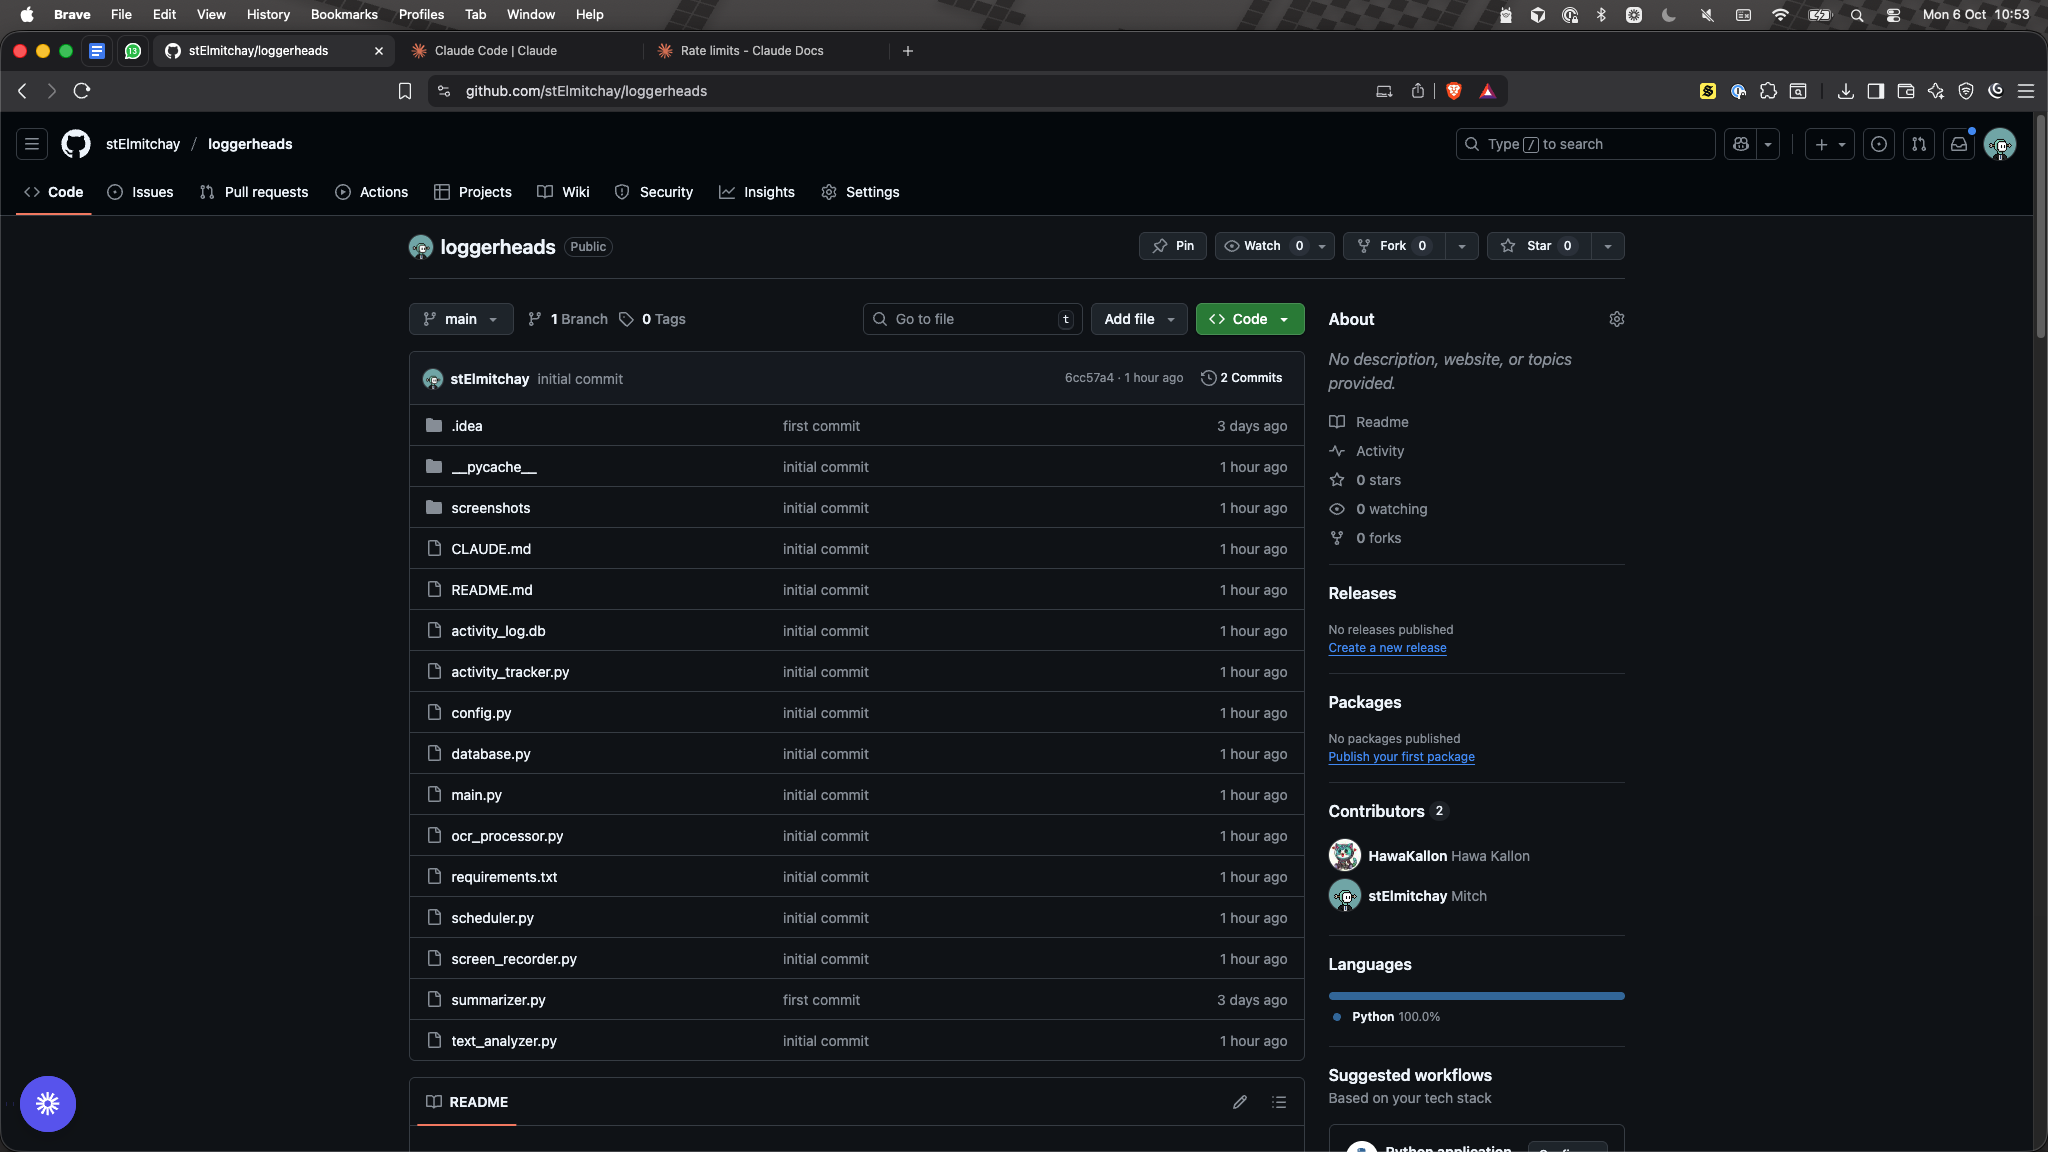 Brave File Edit View History Bookmarks Profiles Tab Window Help Mon 6 Oct 10:53
13 stElmitchay/loggerheads Claude Code | Claude Rate limits - Claude Docs
github.com/stElmitchay/loggerheads
stElmitchay / loggerheads Type / to search
Code Issues Pull requests Actions Projects Wiki Security Insights Settings
loggerheads Public Pin Watch 0 Fork 0 Star 0
main 1 Branch 0 Tags Go to file t Add file Code
stElmitchay initial commit 6cc57a4 · 1 hour ago 2 Commits
.idea first commit 3 days ago
__pycache__ initial commit 1 hour ago
screenshots initial commit 1 hour ago
CLAUDE.md initial commit 1 hour ago
README.md initial commit 1 hour ago
activity_log.db initial commit 1 hour ago
activity_tracker.py initial commit 1 hour ago
config.py initial commit 1 hour ago
database.py initial commit 1 hour ago
main.py initial commit 1 hour ago
ocr_processor.py initial commit 1 hour ago
requirements.txt initial commit 1 hour ago
scheduler.py initial commit 1 hour ago
screen_recorder.py initial commit 1 hour ago
summarizer.py first commit 3 days ago
text_analyzer.py initial commit 1 hour ago
README
About
No description, website, or topics
provided.
Readme
Activity
0 stars
0 watching
0 forks
Releases
No releases published
Create a new release
Packages
No packages published
Publish your first package
Contributors 2
HawaKallon Hawa Kallon
stElmitchay Mitch
Languages
Python 100.0%
Suggested workflows
Based on your tech stack
Python application